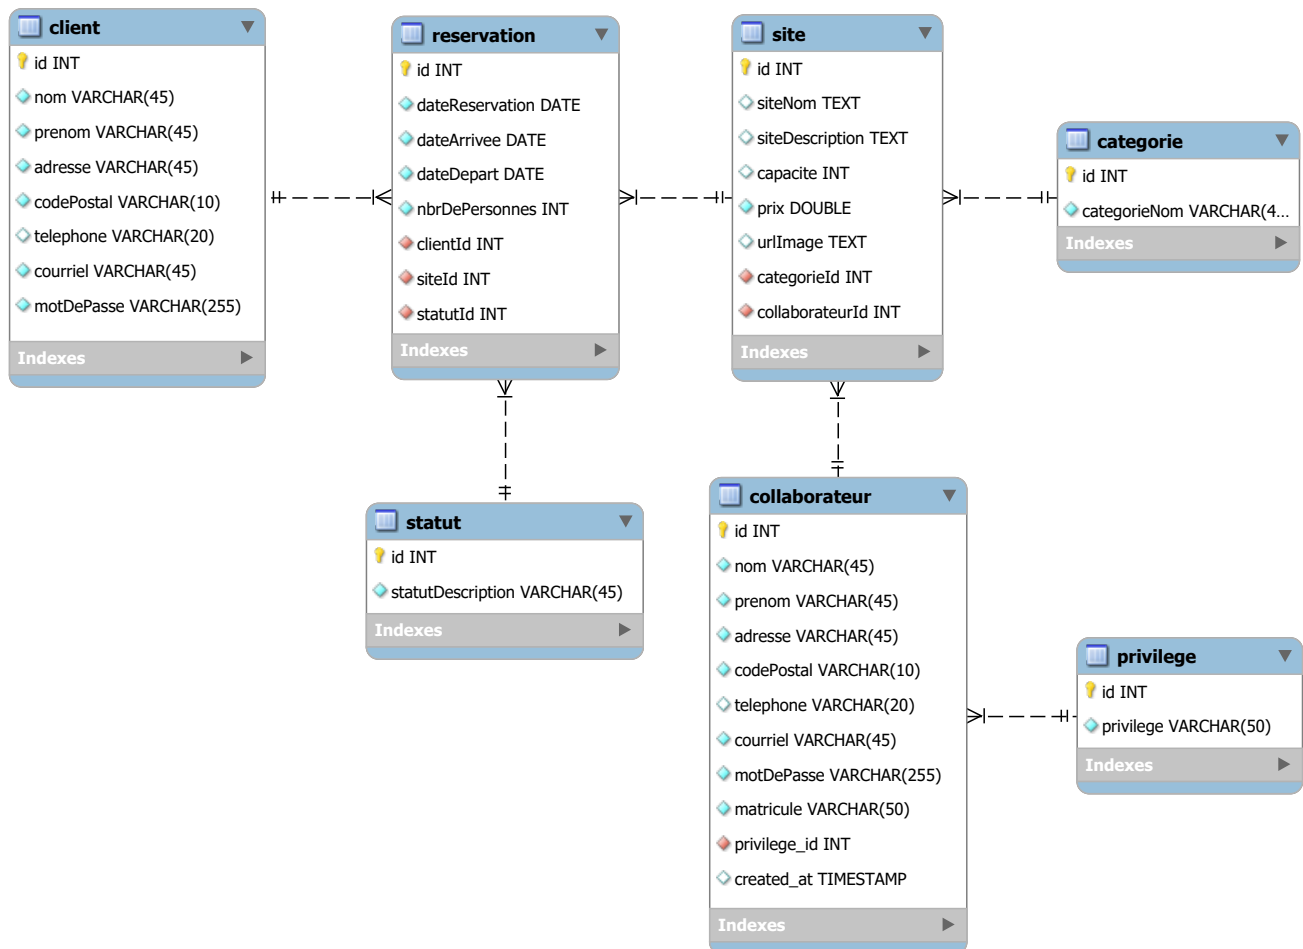 client
id INT
nom VARCHAR(45)
prenom VARCHAR(45)
adresse VARCHAR(45)
codePostal VARCHAR(10)
telephone VARCHAR(20)
courriel VARCHAR(45)
motDePasse VARCHAR(255)
Indexes
reservation
id INT
dateReservation DATE
dateArrivee DATE
dateDepart DATE
nbrDePersonnes INT
clientId INT
siteId INT
statutId INT
Indexes
site
id INT
siteNom TEXT
siteDescription TEXT
capacite INT
prix DOUBLE
urlImage TEXT
categorieId INT
collaborateurId INT
Indexes
categorie
id INT
categorieNom VARCHAR(4...
Indexes
statut
id INT
statutDescription VARCHAR(45)
Indexes
collaborateur
id INT
nom VARCHAR(45)
prenom VARCHAR(45)
adresse VARCHAR(45)
codePostal VARCHAR(10)
telephone VARCHAR(20)
courriel VARCHAR(45)
motDePasse VARCHAR(255)
matricule VARCHAR(50)
privilege_id INT
created_at TIMESTAMP
Indexes
privilege
id INT
privilege VARCHAR(50)
Indexes